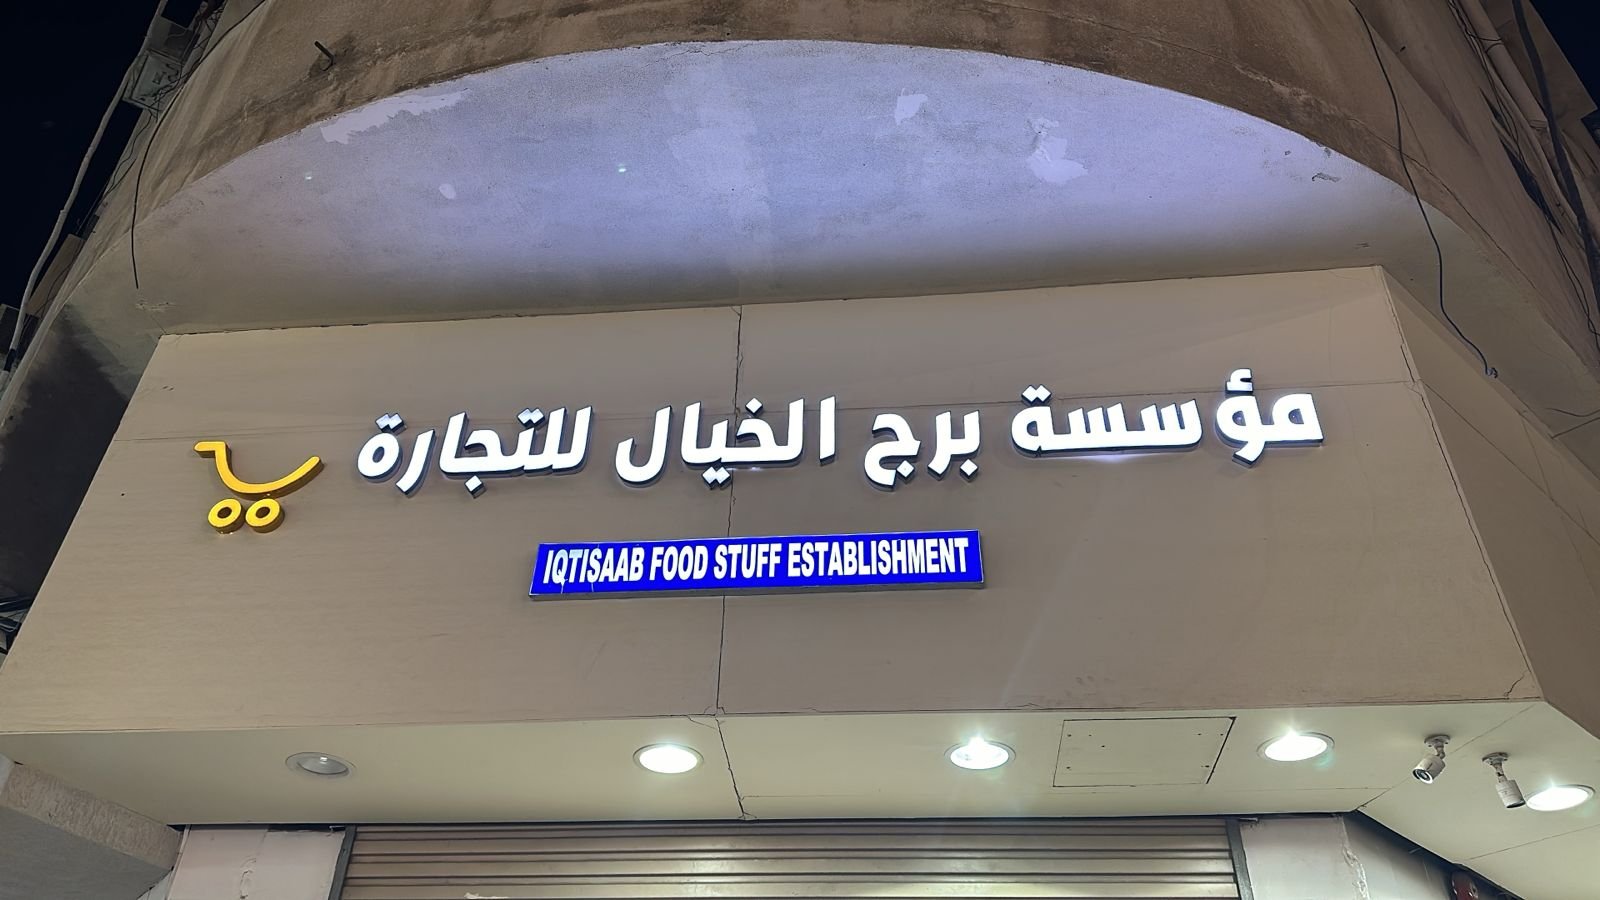 مؤسسة برج الخيال للتجارة
IQTISAAB FOOD STUFF ESTABLISHMENT